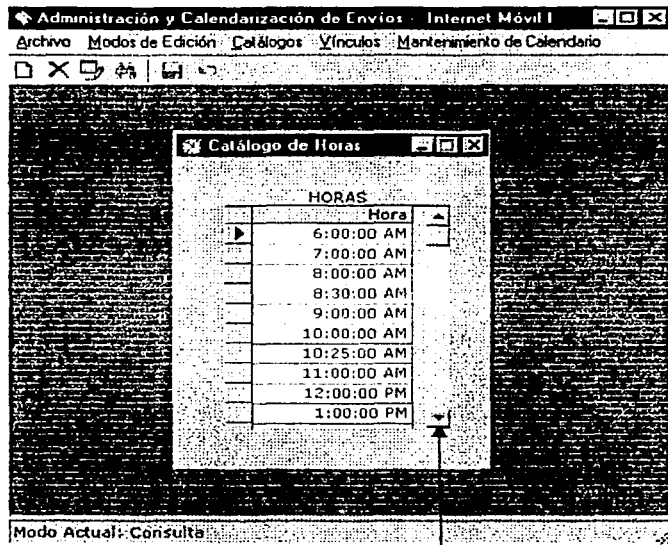 Administración y Calendarización de Envíos - Internet Móvil I
Archivo Modos de Edición Catálogos Vínculos Mantenimiento de Calendario
Catálogo de Horas
HORAS
Hora
6:00:00 AM
7:00:00 AM
8:00:00 AM
8:30:00 AM
9:00:00 AM
10:00:00 AM
10:25:00 AM
11:00:00 AM
12:00:00 PM
1:00:00 PM
Modo Actual: Consulta